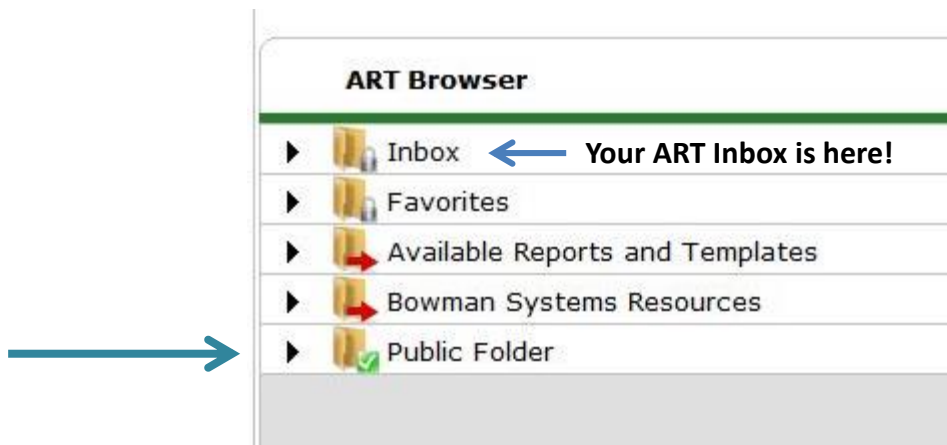 ART Browser
Inbox Your ART Inbox is here!
Favorites
Available Reports and Templates
Bowman Systems Resources
Public Folder